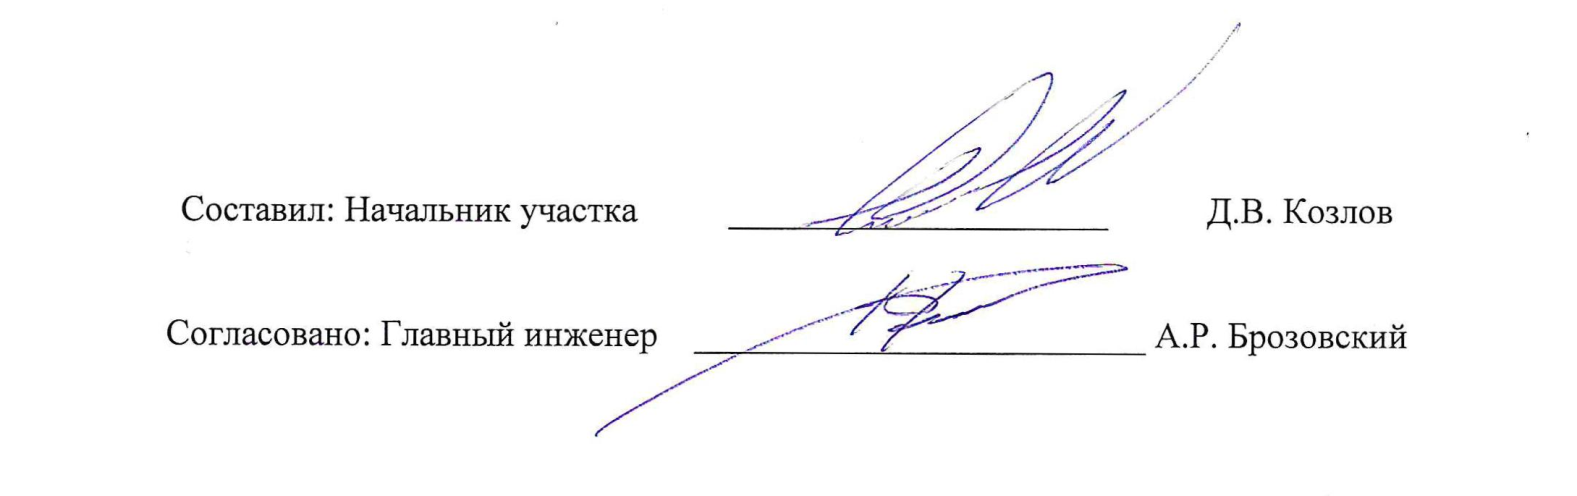 Составил: Начальник участка Д.В. Козлов
Согласовано: Главный инженер А.Р. Брозовский